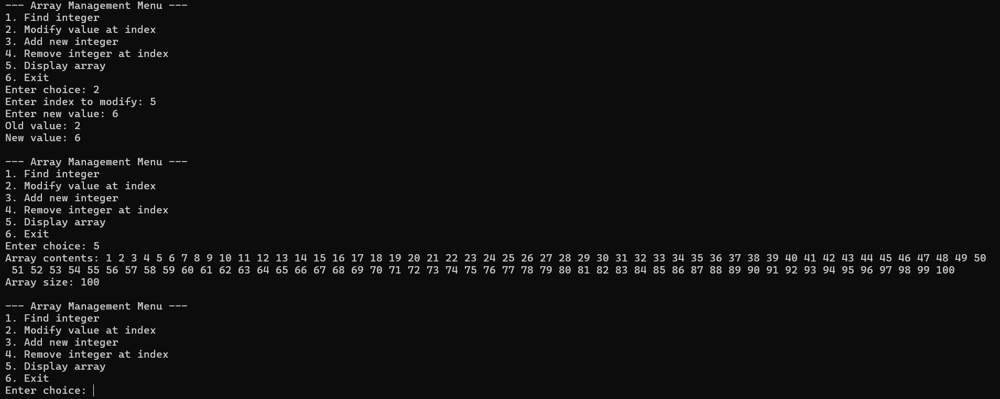 --- Array Management Menu ---
1. Find integer
2. Modify value at index
3. Add new integer
4. Remove integer at index
5. Display array
6. Exit
Enter choice: 2
Enter index to modify: 5
Enter new value: 6
Old value: 2
New value: 6

--- Array Management Menu ---
1. Find integer
2. Modify value at index
3. Add new integer
4. Remove integer at index
5. Display array
6. Exit
Enter choice: 5
Array contents: 1 2 3 4 5 6 7 8 9 10 11 12 13 14 15 16 17 18 19 20 21 22 23 24 25 26 27 28 29 30 31 32 33 34 35 36 37 38 39 40 41 42 43 44 45 46 47 48 49 50
 51 52 53 54 55 56 57 58 59 60 61 62 63 64 65 66 67 68 69 70 71 72 73 74 75 76 77 78 79 80 81 82 83 84 85 86 87 88 89 90 91 92 93 94 95 96 97 98 99 100
Array size: 100

--- Array Management Menu ---
1. Find integer
2. Modify value at index
3. Add new integer
4. Remove integer at index
5. Display array
6. Exit
Enter choice: